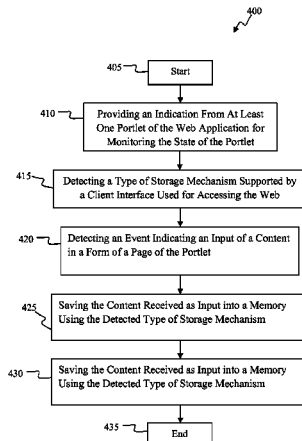 400
405
Start
410
Providing an Indication From At Least
One Portlet of the Web Application for
Monitoring the State of the Portlet
415
Detecting a Type of Storage Mechanism Supported by
a Client Interface Used for Accessing the Web
420
Detecting an Event Indicating an Input of a Content
in a Form of a Page of the Portlet
425
Saving the Content Received as Input into a Memory
Using the Detected Type of Storage Mechanism
430
Saving the Content Received as Input into a Memory
Using the Detected Type of Storage Mechanism
End
435